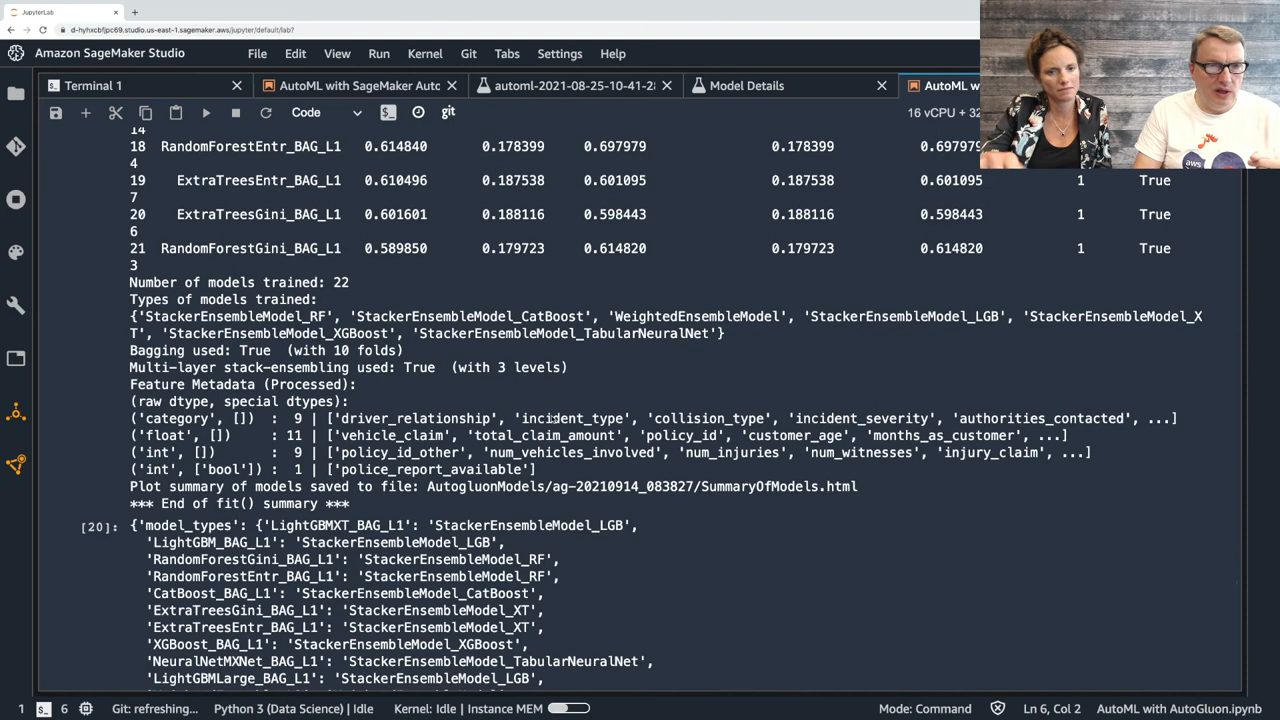 JupyterLab
d-hyhxcbfjpc69.studio.us-east-1.sagemaker.aws/jupyter/default/lab?
Amazon SageMaker Studio File Edit View Run Kernel Git Tabs Settings Help
Terminal 1 AutoML with SageMaker Auto automl-2021-08-25-10-41-2 Model Details AutoML w
Code git 16 vCPU + 32
14
18 RandomForestEntr_BAG_L1 0.614840 0.178399 0.697979 0.178399 0.697979
4
19 ExtraTreesEntr_BAG_L1 0.610496 0.187538 0.601095 0.187538 0.601095 1 True
7
20 ExtraTreesGini_BAG_L1 0.601601 0.188116 0.598443 0.188116 0.598443 1 True
6
21 RandomForestGini_BAG_L1 0.589850 0.179723 0.614820 0.179723 0.614820 1 True
3
Number of models trained: 22
Types of models trained:
{'StackerEnsembleModel_RF', 'StackerEnsembleModel_CatBoost', 'WeightedEnsembleModel', 'StackerEnsembleModel_LGB', 'StackerEnsembleModel_X
T', 'StackerEnsembleModel_XGBoost', 'StackerEnsembleModel_TabularNeuralNet'}
Bagging used: True (with 10 folds)
Multi-layer stack-ensembling used: True (with 3 levels)
Feature Metadata (Processed):
(raw dtype, special dtypes):
('category', []) : 9 | ['driver_relationship', 'incident_type', 'collision_type', 'incident_severity', 'authorities_contacted', ...]
('float', []) : 11 | ['vehicle_claim', 'total_claim_amount', 'policy_id', 'customer_age', 'months_as_customer', ...]
('int', []) : 9 | ['policy_id_other', 'num_vehicles_involved', 'num_injuries', 'num_witnesses', 'injury_claim', ...]
('int', ['bool']) : 1 | ['police_report_available']
Plot summary of models saved to file: AutogluonModels/ag-20210914_083827/SummaryOfModels.html
*** End of fit() summary ***
[20]: {'model_types': {'LightGBMXT_BAG_L1': 'StackerEnsembleModel_LGB',
'LightGBM_BAG_L1': 'StackerEnsembleModel_LGB',
'RandomForestGini_BAG_L1': 'StackerEnsembleModel_RF',
'RandomForestEntr_BAG_L1': 'StackerEnsembleModel_RF',
'CatBoost_BAG_L1': 'StackerEnsembleModel_CatBoost',
'ExtraTreesGini_BAG_L1': 'StackerEnsembleModel_XT',
'ExtraTreesEntr_BAG_L1': 'StackerEnsembleModel_XT',
'XGBoost_BAG_L1': 'StackerEnsembleModel_XGBoost',
'NeuralNetMXNet_BAG_L1': 'StackerEnsembleModel_TabularNeuralNet',
'LightGBMLarge_BAG_L1': 'StackerEnsembleModel_LGB',
1 6 Git: refreshing... Python 3 (Data Science) | Idle Kernel: Idle | Instance MEM Mode: Command Ln 6, Col 2 AutoML with AutoGluon.ipynb
aws